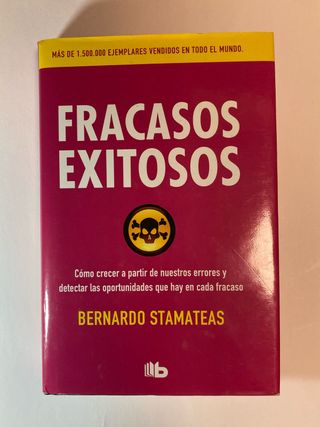 MÁS DE 1.500.000 EJEMPLARES VENDIDOS EN TODO EL MUNDO.
FRACASOS
EXITOSOS
Cómo crecer a partir de nuestros errores y
detectar las oportunidades que hay en cada fracaso
BERNARDO STAMATEAS
b